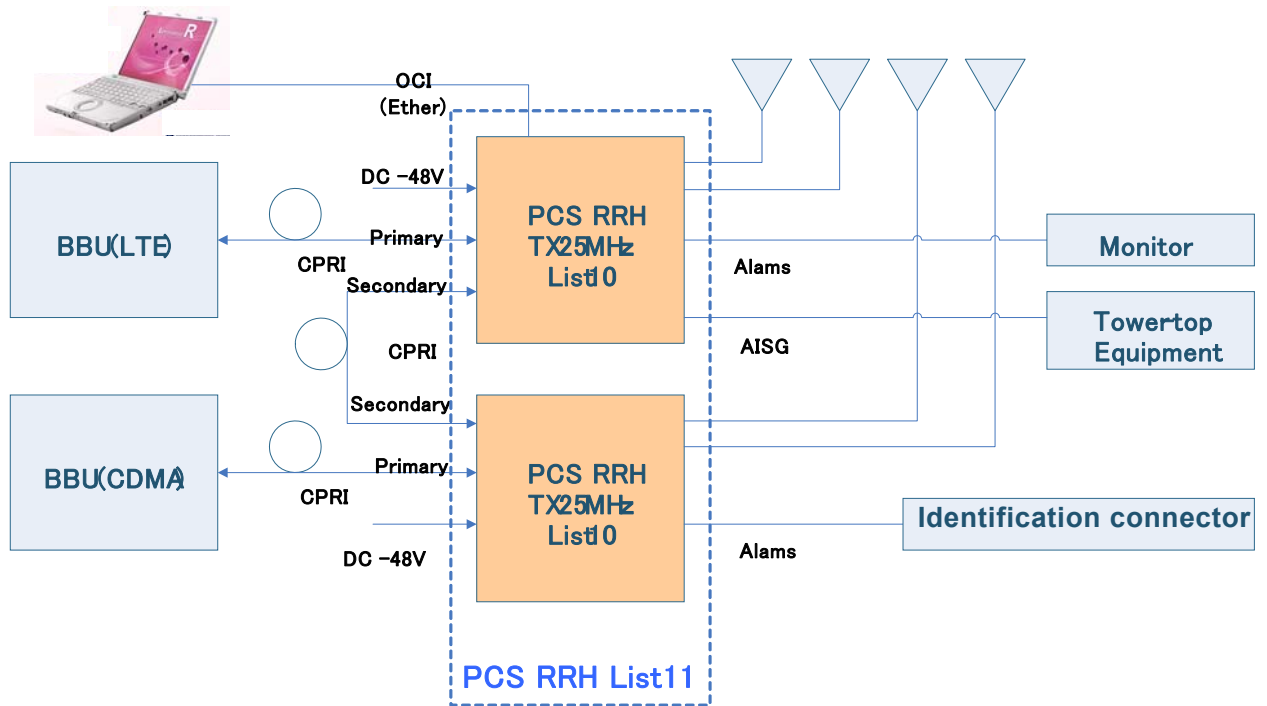 R
OCI
(Ether)
DC -48V
BBU(LTE)
Primary
CPRI
Secondary
PCS RRH
TX25MHz
List10
Alams
Monitor
CPRI
AISG
Towertop
Equipment
Secondary
BBU(CDMA)
Primary
CPRI
DC -48V
PCS RRH
TX25MHz
List10
Alams
Identification connector
PCS RRH List11